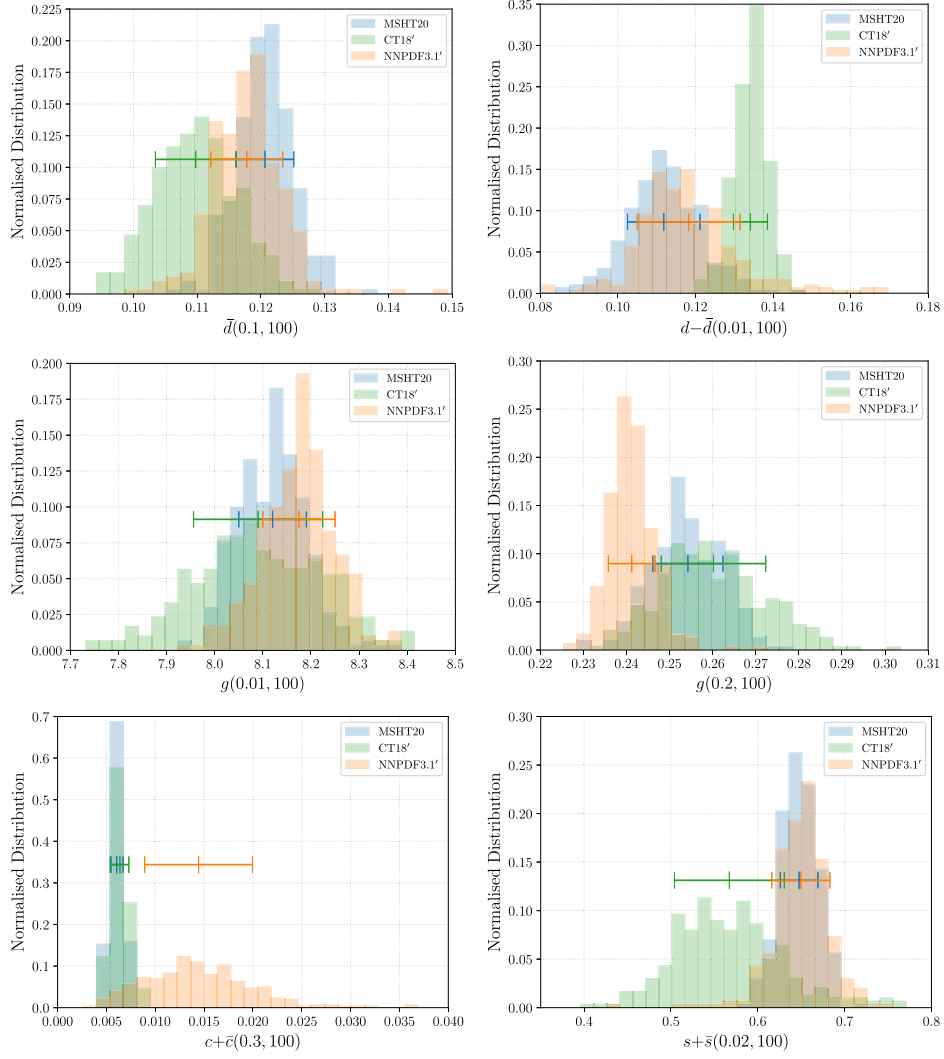 0.225
0.200
0.175
0.150
0.125
0.100
0.075
0.050
0.025
0.000
Normalised Distribution
MSHT20
CT18′
NNPDF3.1′
0.09 0.10 0.11 0.12 0.13 0.14 0.15
d̄(0.1, 100)
0.35
0.30
0.25
0.20
0.15
0.10
0.05
0.00
Normalised Distribution
MSHT20
CT18′
NNPDF3.1′
0.08 0.10 0.12 0.14 0.16 0.18
d−d̄(0.01, 100)
0.200
0.175
0.150
0.125
0.100
0.075
0.050
0.025
0.000
Normalised Distribution
MSHT20
CT18′
NNPDF3.1′
7.7 7.8 7.9 8.0 8.1 8.2 8.3 8.4 8.5
g(0.01, 100)
0.30
0.25
0.20
0.15
0.10
0.05
0.00
Normalised Distribution
MSHT20
CT18′
NNPDF3.1′
0.22 0.23 0.24 0.25 0.26 0.27 0.28 0.29 0.30 0.31
g(0.2, 100)
0.7
0.6
0.5
0.4
0.3
0.2
0.1
0.0
Normalised Distribution
MSHT20
CT18′
NNPDF3.1′
0.000 0.005 0.010 0.015 0.020 0.025 0.030 0.035 0.040
c+c̄(0.3, 100)
0.30
0.25
0.20
0.15
0.10
0.05
0.00
Normalised Distribution
MSHT20
CT18′
NNPDF3.1′
0.4 0.5 0.6 0.7 0.8
s+s̄(0.02, 100)